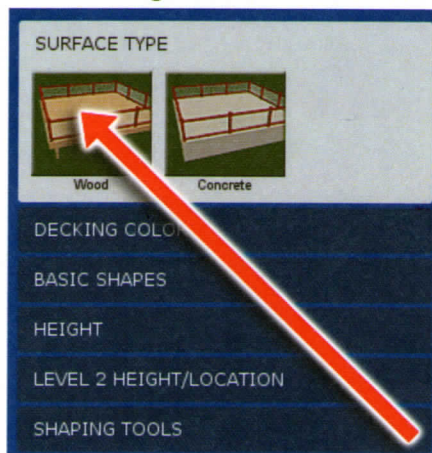 SURFACE TYPE
Wood Concrete
DECKING COLO
BASIC SHAPES
HEIGHT
LEVEL 2 HEIGHT/LOCATION
SHAPING TOOLS